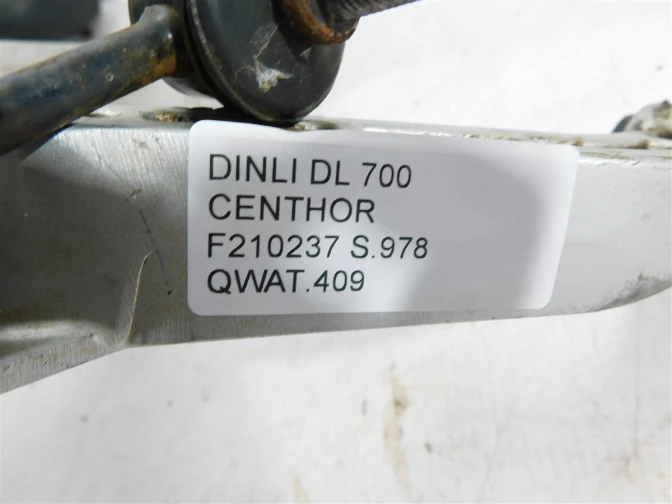 DINLI DL 700
CENTHOR
F210237 S.978
QWAT.409